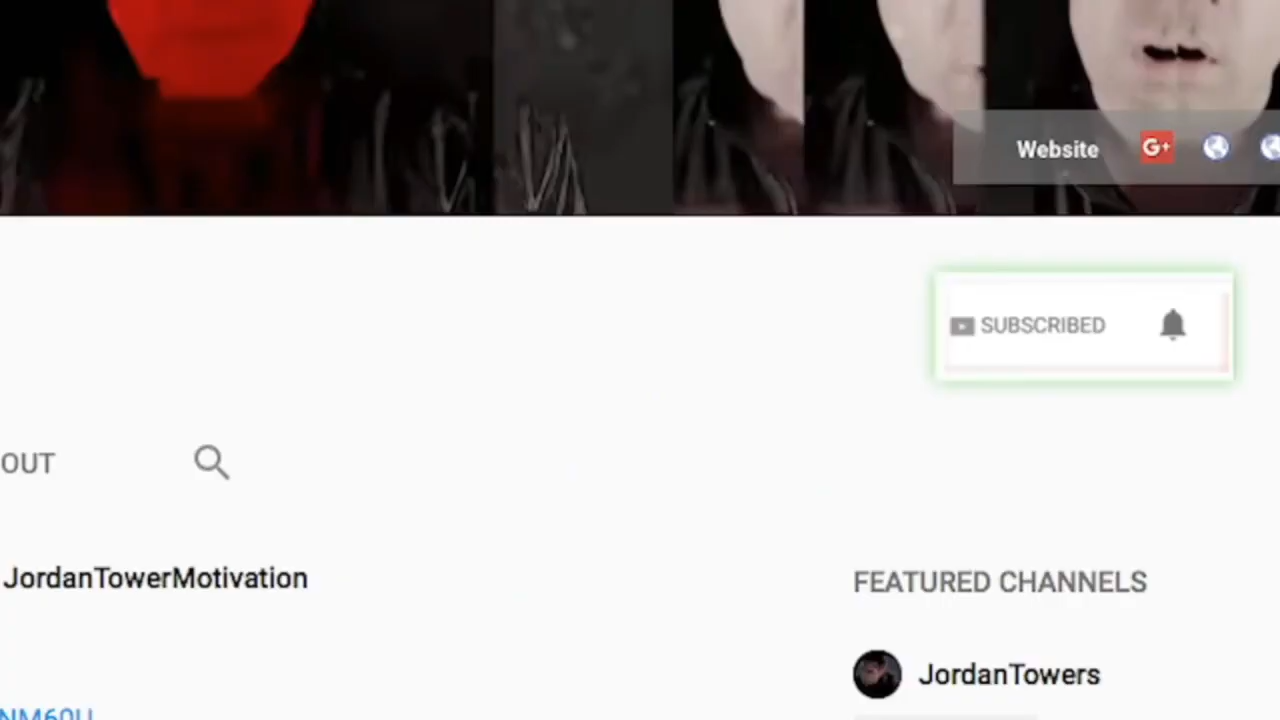 Website G+
SUBSCRIBED
OUT
JordanTowerMotivation
FEATURED CHANNELS
JordanTowers